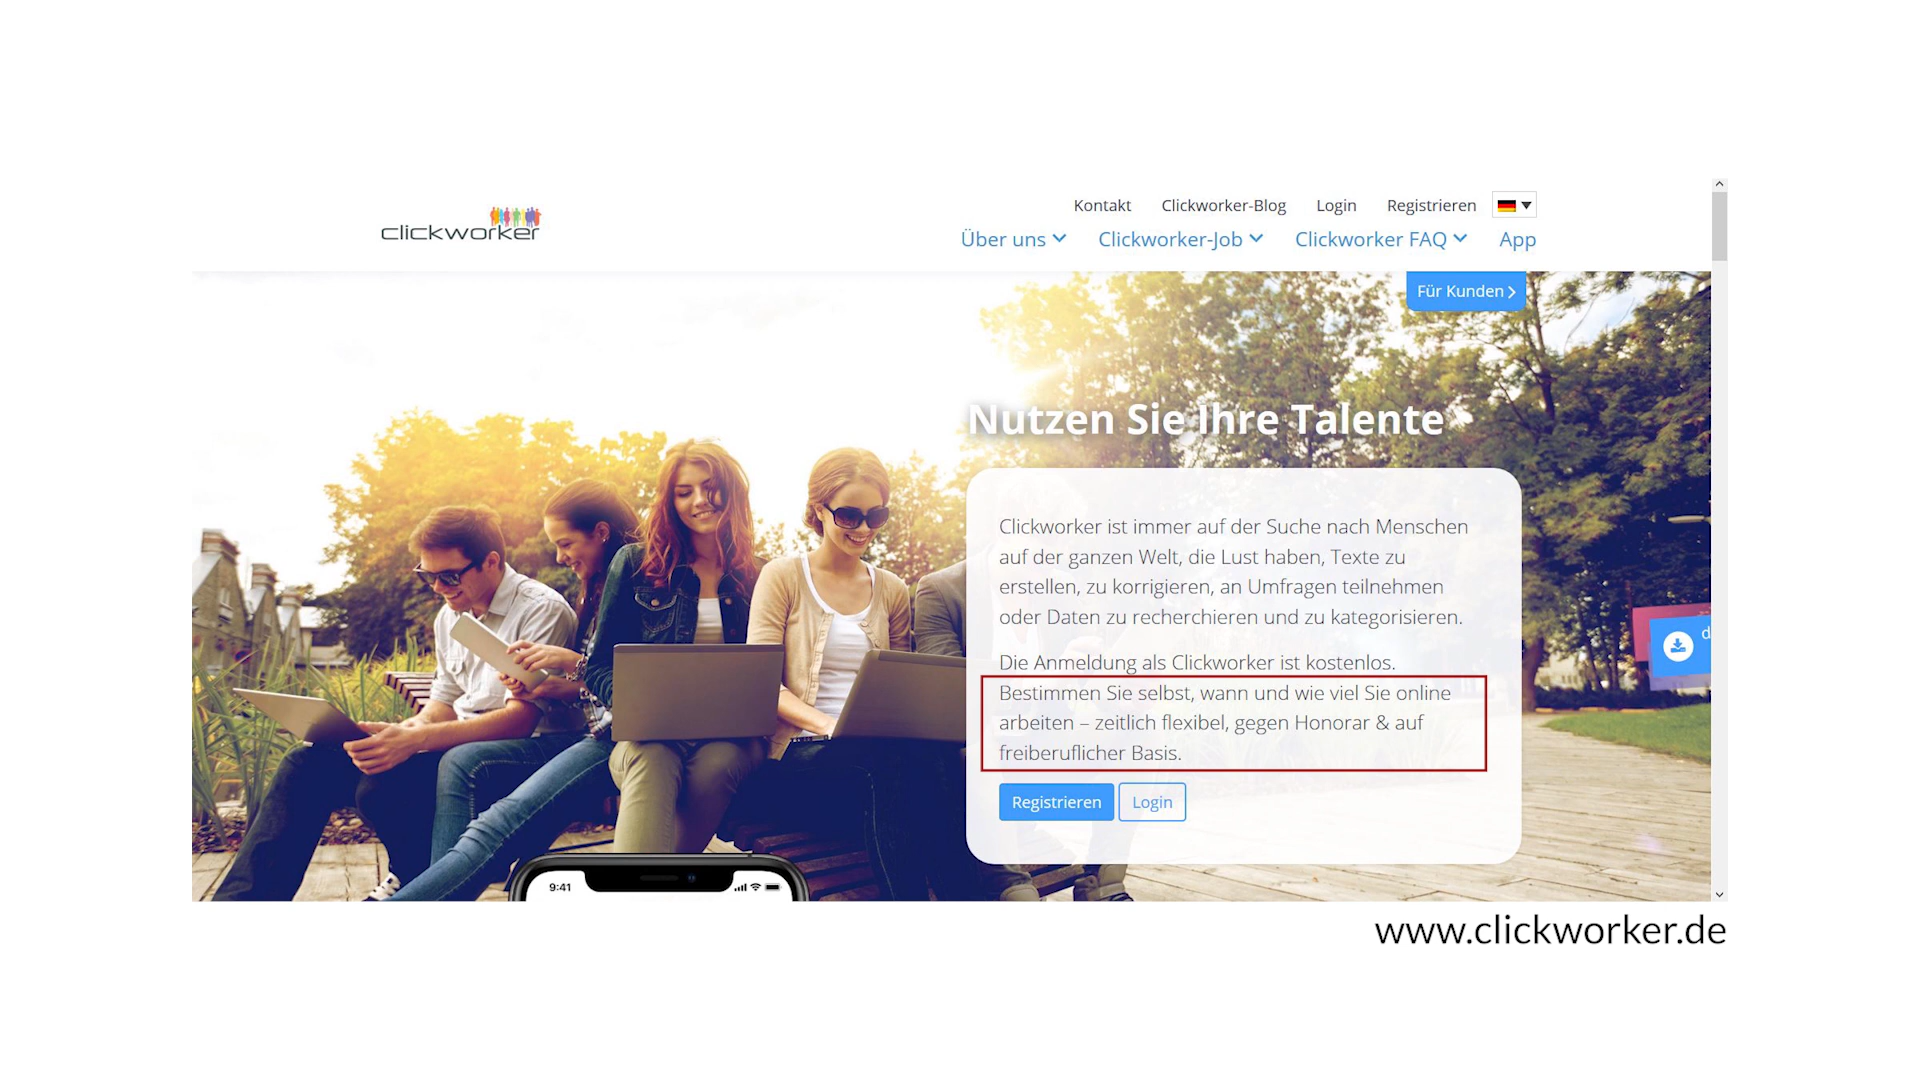 clickworker
Kontakt Clickworker-Blog Login Registrieren
Über uns Clickworker-Job Clickworker FAQ App
Für Kunden
Nutzen Sie Ihre Talente
Clickworker ist immer auf der Suche nach Menschen
auf der ganzen Welt, die Lust haben, Texte zu
erstellen, zu korrigieren, an Umfragen teilnehmen
oder Daten zu recherchieren und zu kategorisieren.
Die Anmeldung als Clickworker ist kostenlos.
Bestimmen Sie selbst, wann und wie viel Sie online
arbeiten – zeitlich flexibel, gegen Honorar & auf
freiberuflicher Basis.
Registrieren Login
9:41
www.clickworker.de